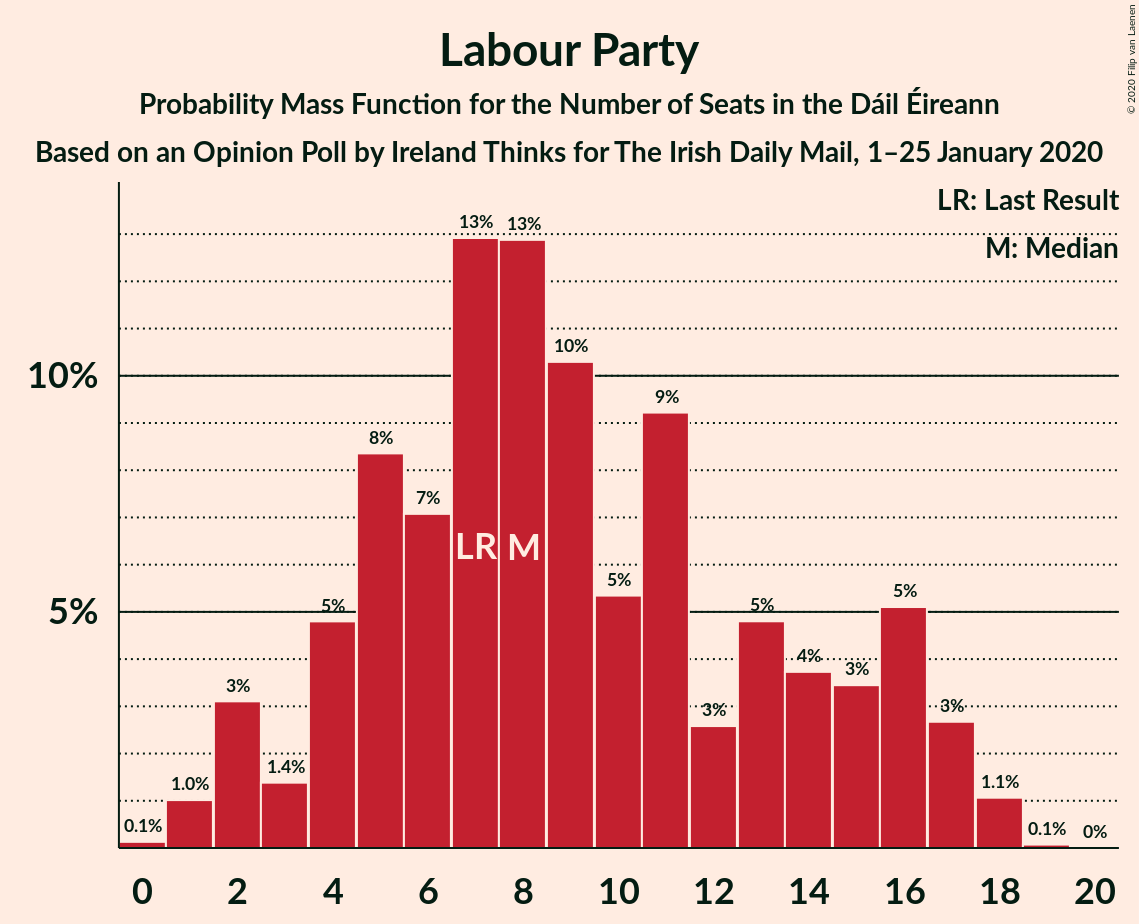 Labour Party
Probability Mass Function for the Number of Seats in the Dáil Éireann
Based on an Opinion Poll by Ireland Thinks for The Irish Daily Mail, 1–25 January 2020
© 2020 Filip van Laenen
LR: Last Result
M: Median
10%
5%
0.1%
1.0%
3%
1.4%
5%
8%
7%
13%
13%
10%
5%
9%
3%
5%
4%
3%
5%
3%
1.1%
0.1%
0%
LR
M
0 2 4 6 8 10 12 14 16 18 20